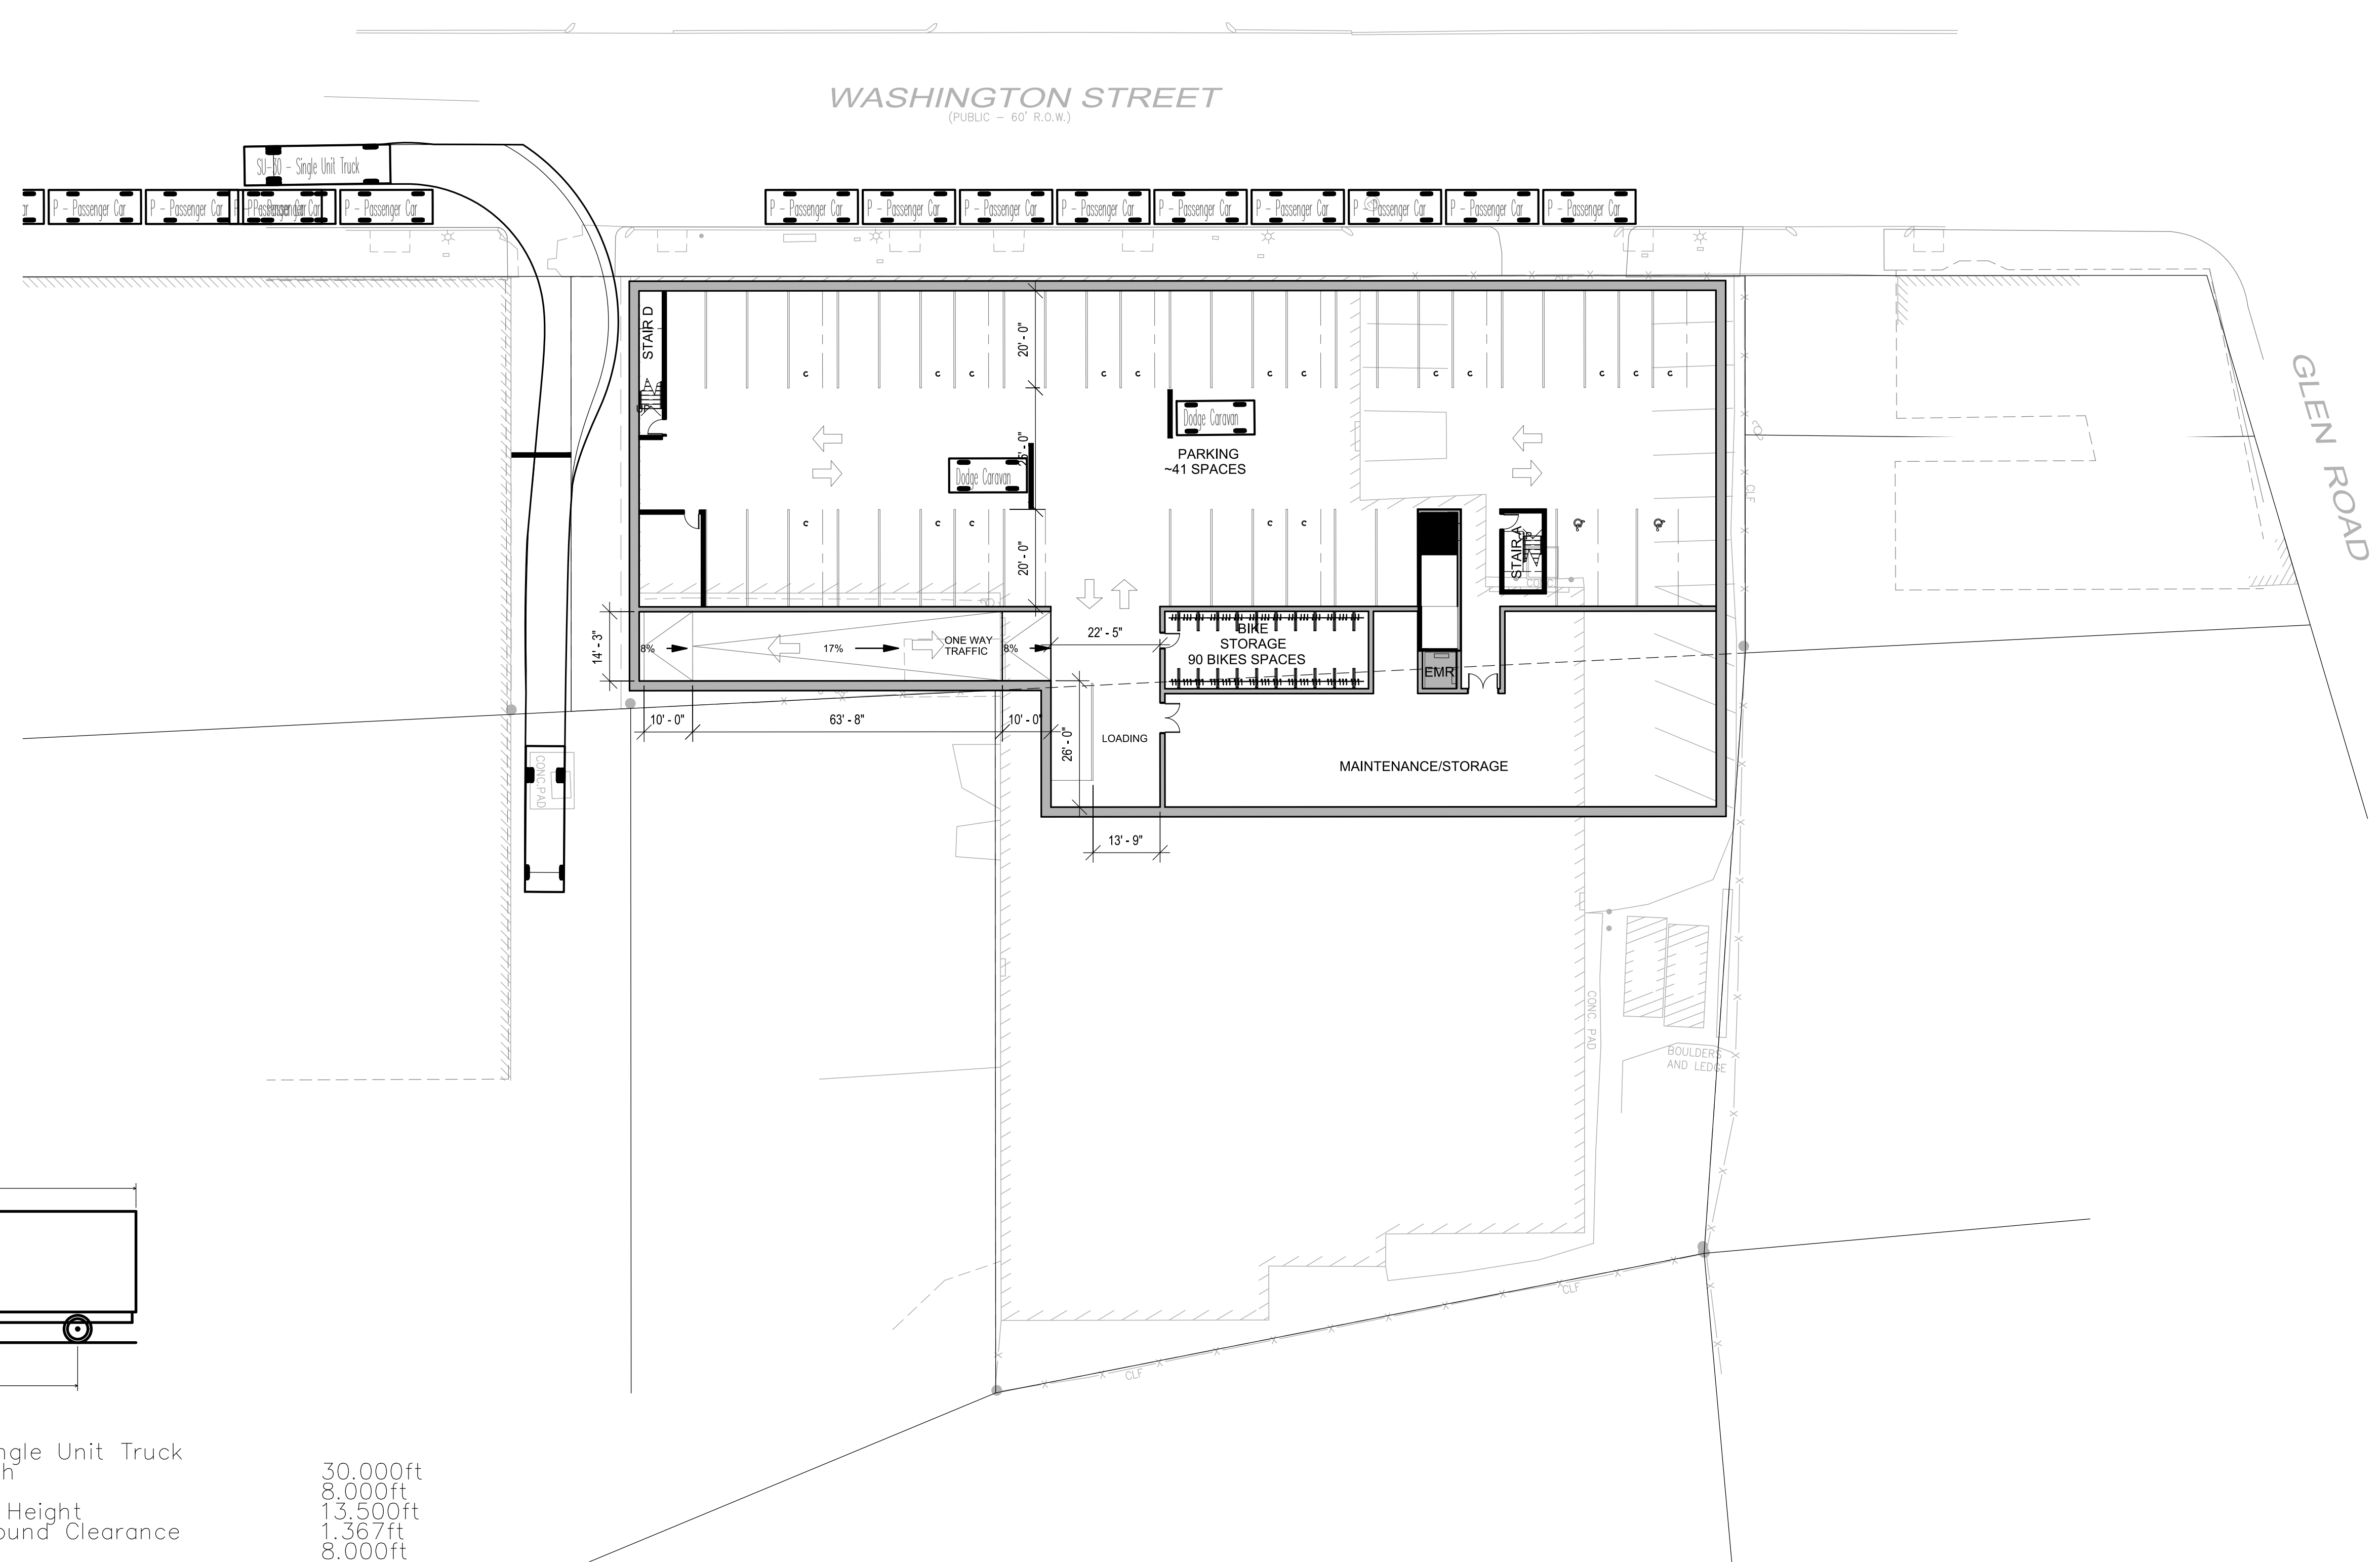 WASHINGTON STREET
(PUBLIC - 60' R.O.W.)
SU-30 - Single Unit Truck
P - Passenger Car
P - Passenger Car
P - Passenger Car
P - Passenger Car
P - Passenger Car
P - Passenger Car
P - Passenger Car
P - Passenger Car
P - Passenger Car
P - Passenger Car
P - Passenger Car
P - Passenger Car
GLEN ROAD
STAIR D
UP
20' - 0"
C
C
C
C
C
C
C
C
C
C
C
C
Dodge Caravan
25' - 0"
Dodge Caravan
PARKING
~41 SPACES
CLF
C
C
C
C
C
20' - 0"
STAIR A
14' - 3"
8%
17%
ONE WAY
TRAFFIC
8%
22' - 5"
BIKE
STORAGE
90 BIKES SPACES
EMR
10' - 0"
63' - 8"
10' - 0"
26' - 0"
LOADING
MAINTENANCE/STORAGE
13' - 9"
CONC. PAD
CONC. PAD
BOULDERS
AND LEDGE
CLF
CLF
ngle Unit Truck
h 30.000ft
8.000ft
Height 13.500ft
ound Clearance 1.367ft
8.000ft